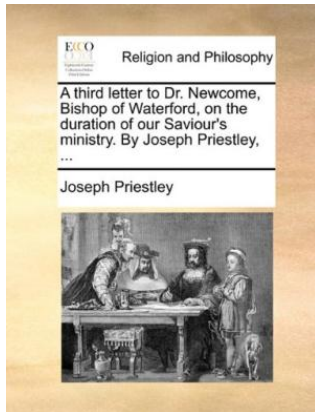 ECCO
Religion and Philosophy
A third letter to Dr. Newcome,
Bishop of Waterford, on the
duration of our Saviour's
ministry. By Joseph Priestley,
...
Joseph Priestley